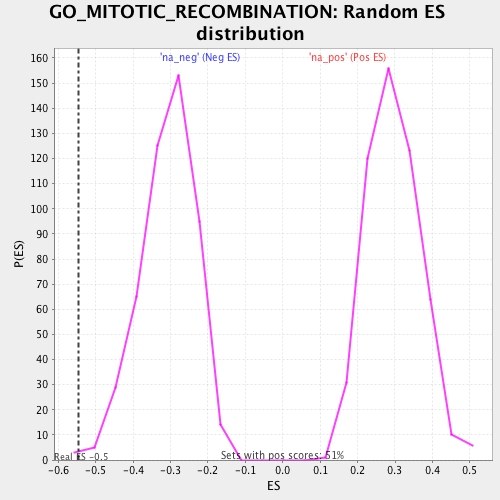 GO_MITOTIC_RECOMBINATION: Random ES
distribution
'na_neg' (Neg ES)
'na_pos' (Pos ES)
160
150
140
130
120
110
100
90
80
70
60
50
40
30
20
10
0
P(ES)
Real ES -0.5
Sets with pos scores: 51%
-0.6 -0.5 -0.4 -0.3 -0.2 -0.1 0.0 0.1 0.2 0.3 0.4 0.5
ES